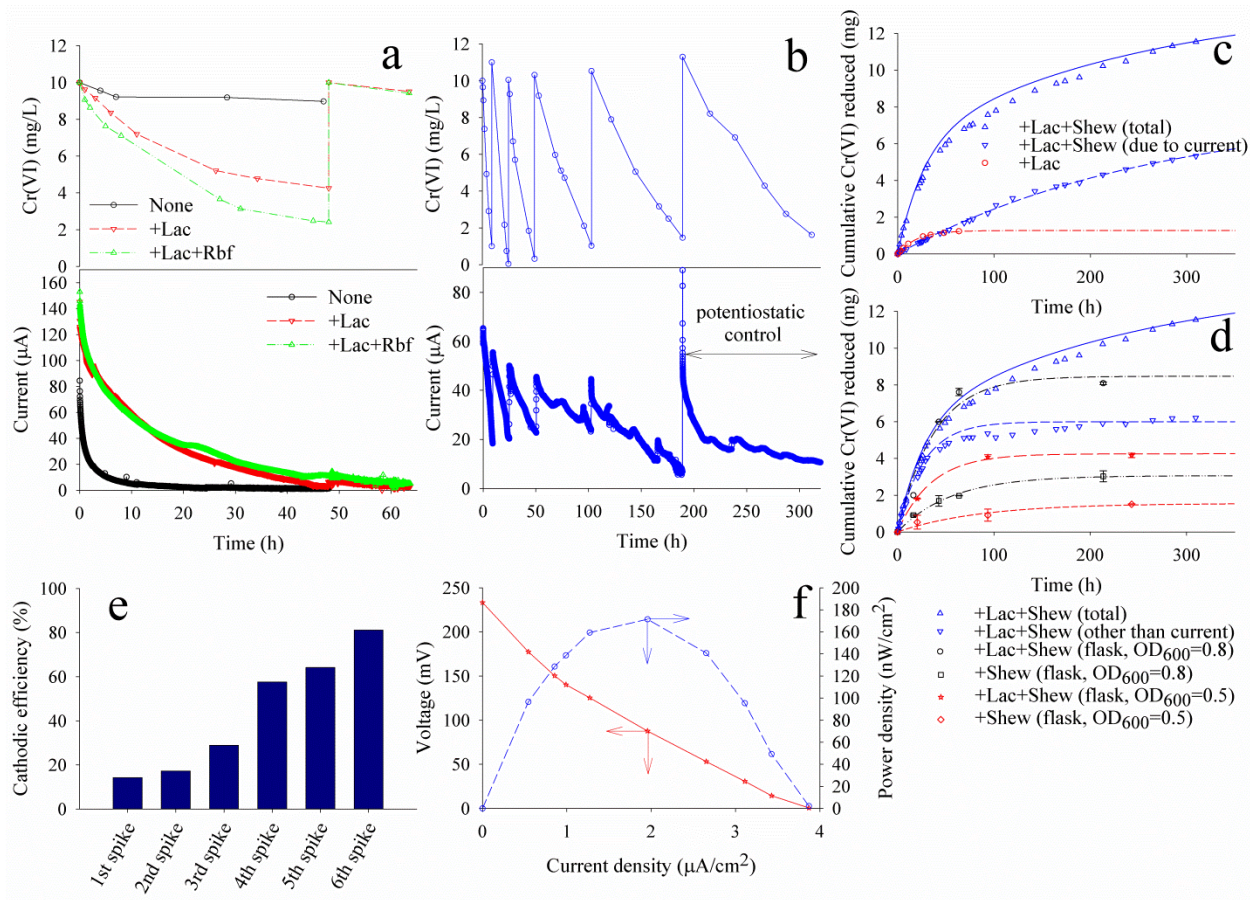 a
Cr(VI) (mg/L)
12
10
8
6
4
2
0
None
+Lac
+Lac+Rbf
Current (µA)
160
140
120
100
80
60
40
20
0
None
+Lac
+Lac+Rbf
0 10 20 30 40 50 60
Time (h)
b
Cr(VI) (mg/L)
12
10
8
6
4
2
0
Current (µA)
80
60
40
20
0
potentiostatic
control
0 50 100 150 200 250 300
Time (h)
c
Cumulative Cr(VI) reduced (mg)
12
10
8
6
4
2
0
+Lac+Shew (total)
+Lac+Shew (due to current)
+Lac
0 100 200 300
Time (h)
d
Cumulative Cr(VI) reduced (mg)
12
10
8
6
4
2
0
0 100 200 300
Time (h)
+Lac+Shew (total)
+Lac+Shew (other than current)
+Lac+Shew (flask, OD600=0.8)
+Shew (flask, OD600=0.8)
+Lac+Shew (flask, OD600=0.5)
+Shew (flask, OD600=0.5)
e
Cathodic efficiency (%)
100
80
60
40
20
0
1st spike
2nd spike
3rd spike
4th spike
5th spike
6th spike
f
Voltage (mV)
250
200
150
100
50
0
0 1 2 3 4
Current density (µA/cm2)
200
180
160
140
120
100
80
60
40
20
0
Power density (nW/cm2)